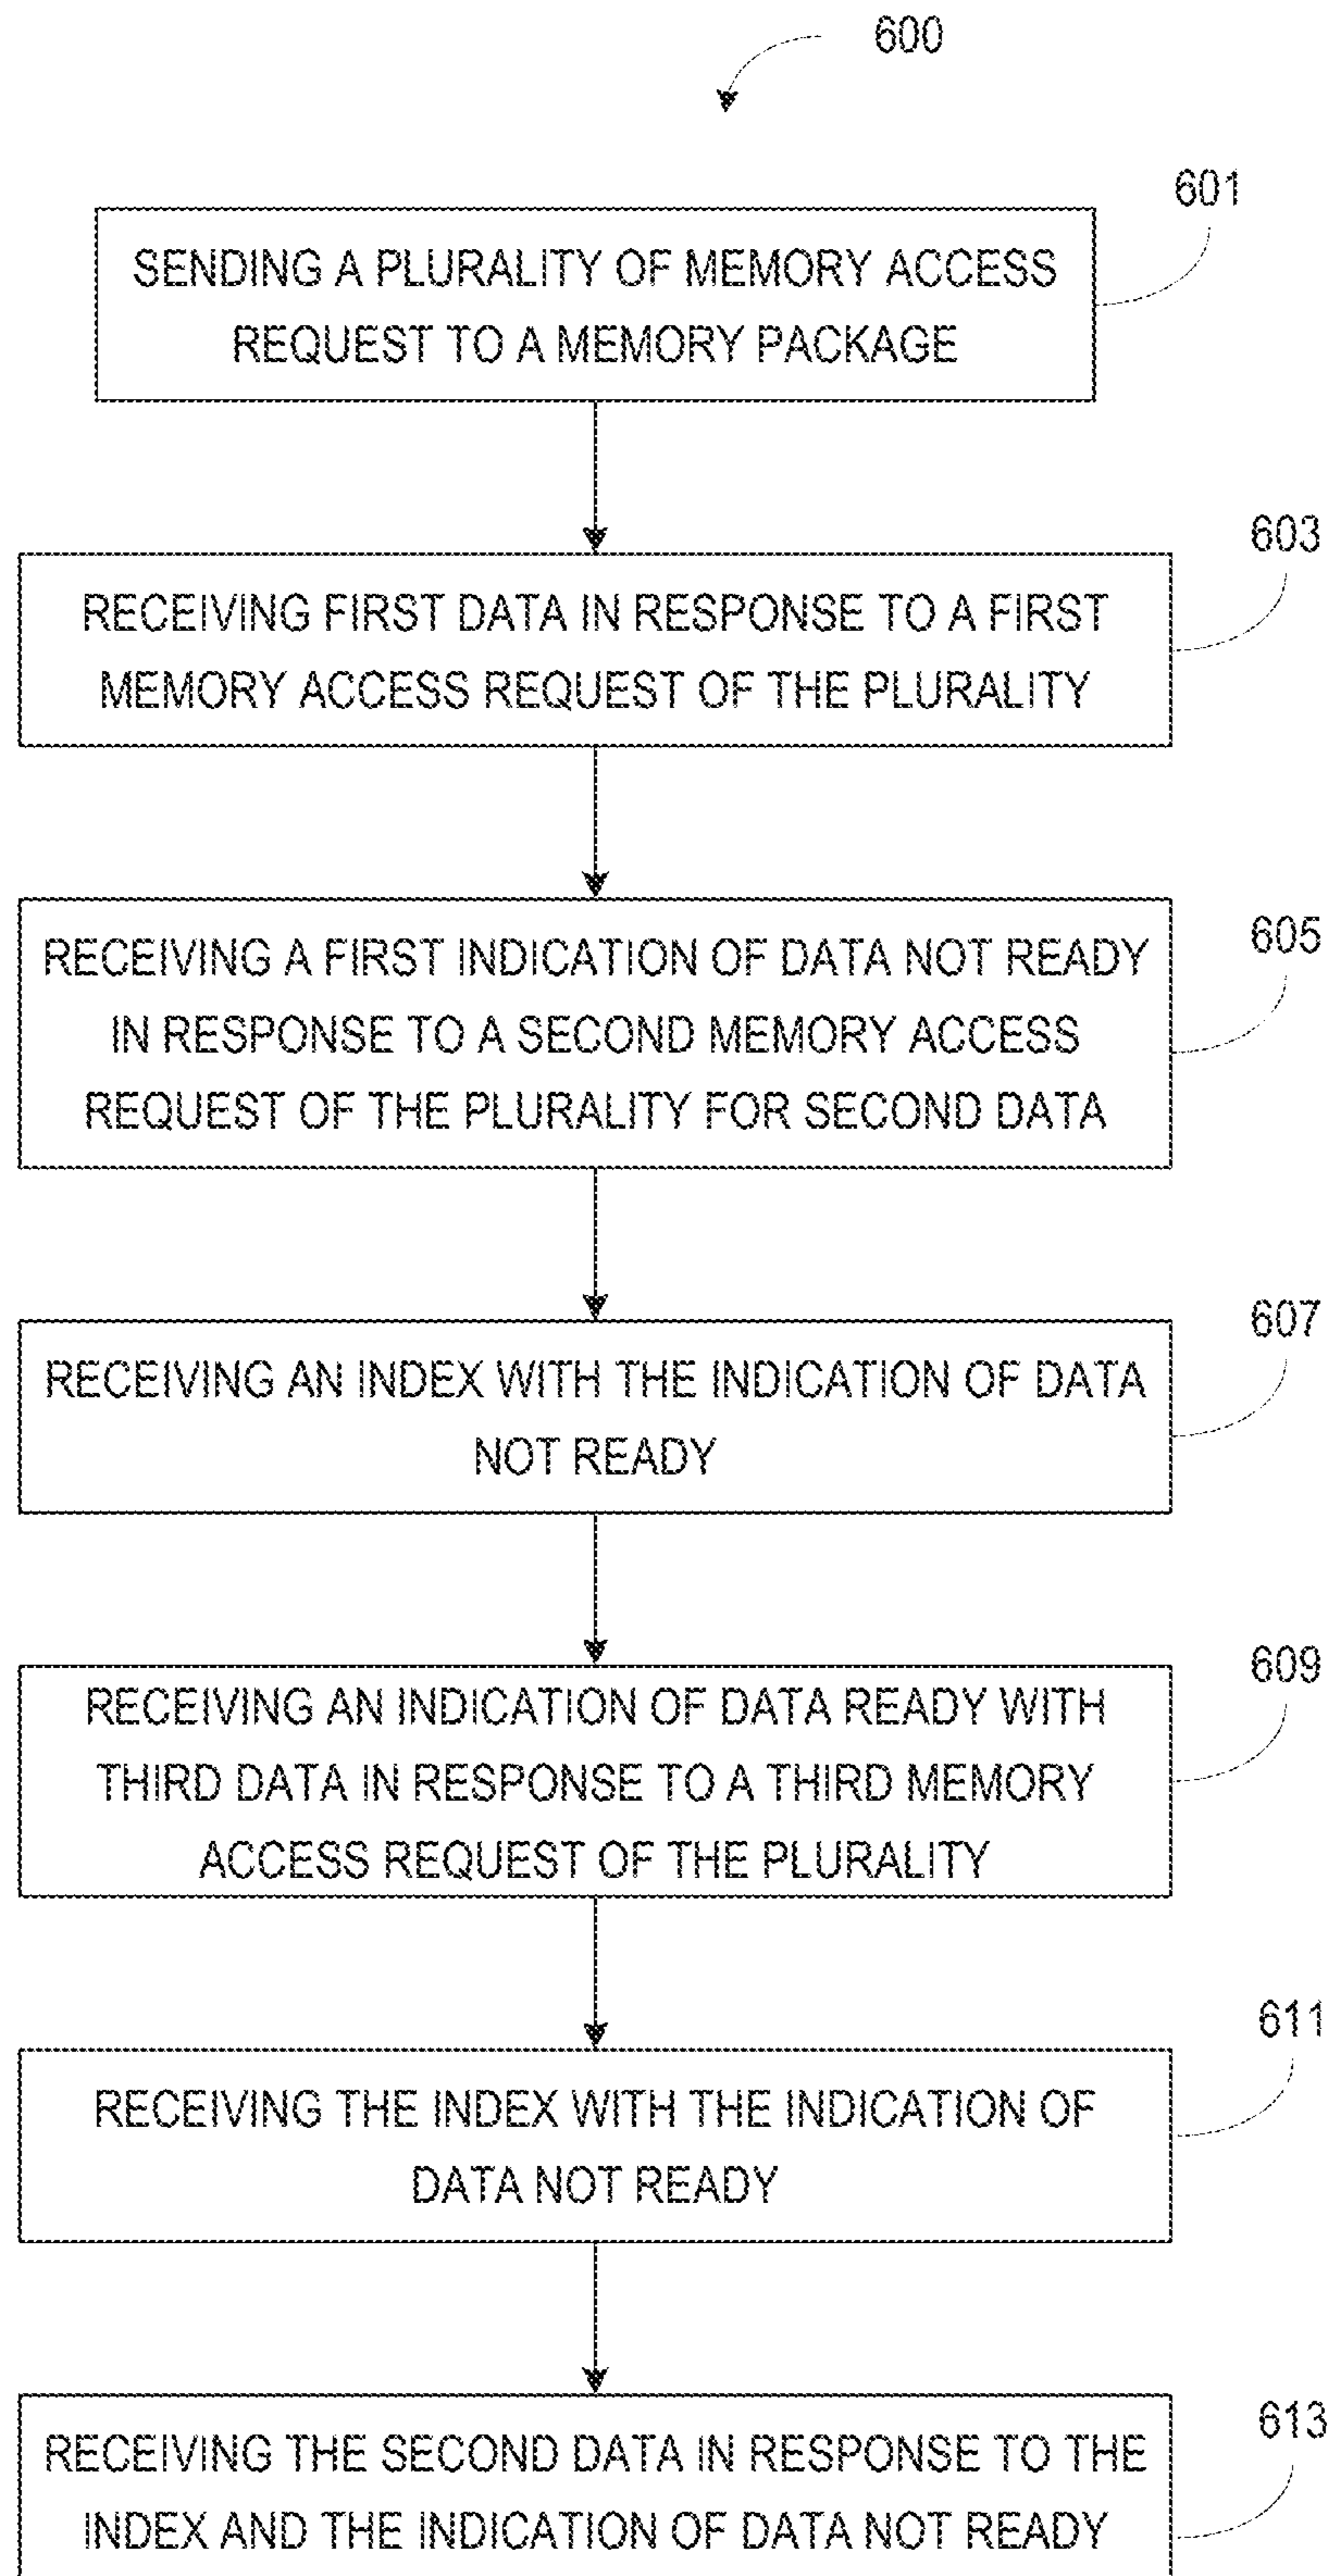 600
601
SENDING A PLURALITY OF MEMORY ACCESS
REQUEST TO A MEMORY PACKAGE
603
RECEIVING FIRST DATA IN RESPONSE TO A FIRST
MEMORY ACCESS REQUEST OF THE PLURALITY
605
RECEIVING A FIRST INDICATION OF DATA NOT READY
IN RESPONSE TO A SECOND MEMORY ACCESS
REQUEST OF THE PLURALITY FOR SECOND DATA
607
RECEIVING AN INDEX WITH THE INDICATION OF DATA
NOT READY
609
RECEIVING AN INDICATION OF DATA READY WITH
THIRD DATA IN RESPONSE TO A THIRD MEMORY
ACCESS REQUEST OF THE PLURALITY
611
RECEIVING THE INDEX WITH THE INDICATION OF
DATA NOT READY
613
RECEIVING THE SECOND DATA IN RESPONSE TO THE
INDEX AND THE INDICATION OF DATA NOT READY